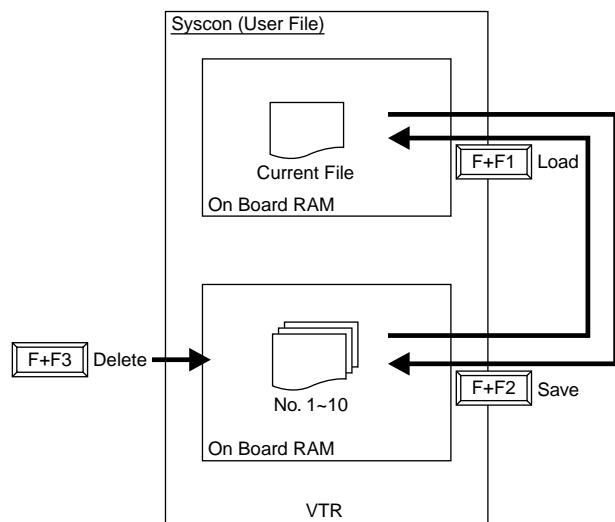 Syscon (User File)
Current File
On Board RAM
F+F1 Load
F+F3 Delete
No. 1~10
F+F2 Save
On Board RAM
VTR